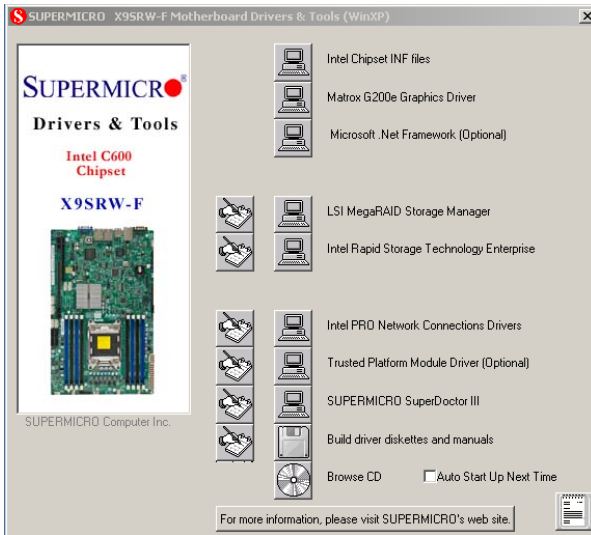 SUPERMICRO X9SRW-F Motherboard Drivers & Tools (WinXP)
SUPERMICRO®
Drivers & Tools
Intel C600
Chipset
X9SRW-F
SUPERMICRO Computer Inc.
Intel Chipset INF files
Matrox G200e Graphics Driver
Microsoft .Net Framework (Optional)
LSI MegaRAID Storage Manager
Intel Rapid Storage Technology Enterprise
Intel PRO Network Connections Drivers
Trusted Platform Module Driver (Optional)
SUPERMICRO SuperDoctor III
Build driver diskettes and manuals
Browse CD
Auto Start Up Next Time
For more information, please visit SUPERMICRO's web site.